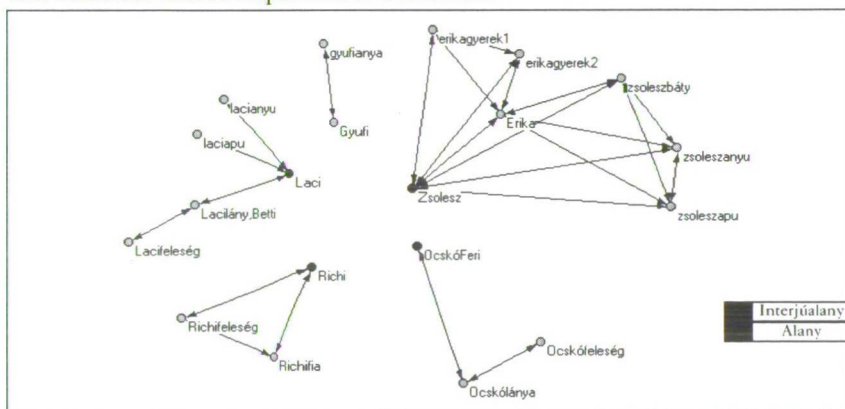 erikagyerek1
gyufianya
erikagyerek2
zsoleszbáty
lacianyu
Gyufi
Erika
laciapu
zsoleszanyu
Laci
Zsolesz
Lacilány,Betti
zsoleszapu
Lacifeleség
OcskóFeri
Richi
Interjúalany
Richifeleség
Alany
Ocskófeleség
Richifia
Ocskólánya